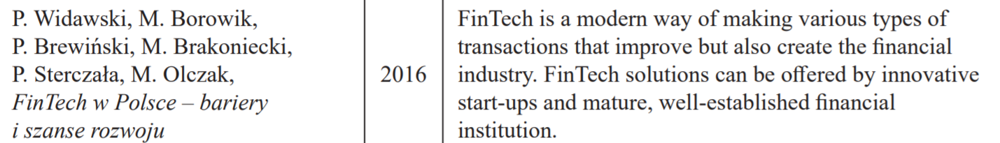 P. Widawski, M. Borowik,
P. Brewiński, M. Brakoniecki,
P. Sterczała, M. Olczak,
FinTech w Polsce – bariery
i szanse rozwoju
2016
FinTech is a modern way of making various types of
transactions that improve but also create the financial
industry. FinTech solutions can be offered by innovative
start-ups and mature, well-established financial
institution.